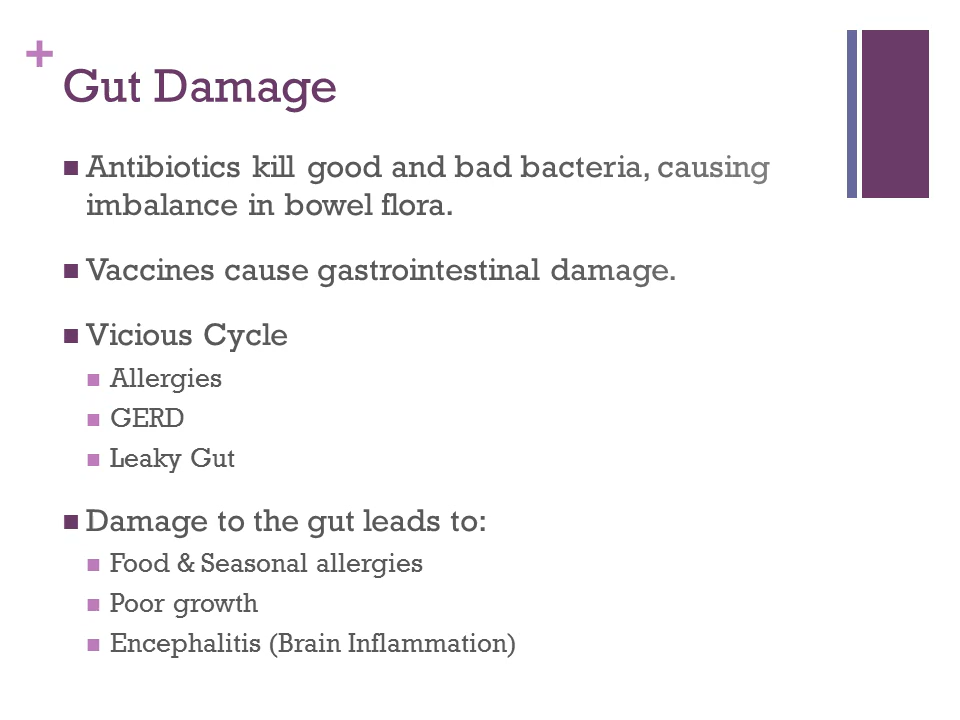 +
Gut Damage
Antibiotics kill good and bad bacteria, causing
imbalance in bowel flora.
Vaccines cause gastrointestinal damage.
Vicious Cycle
Allergies
GERD
Leaky Gut
Damage to the gut leads to:
Food & Seasonal allergies
Poor growth
Encephalitis (Brain Inflammation)